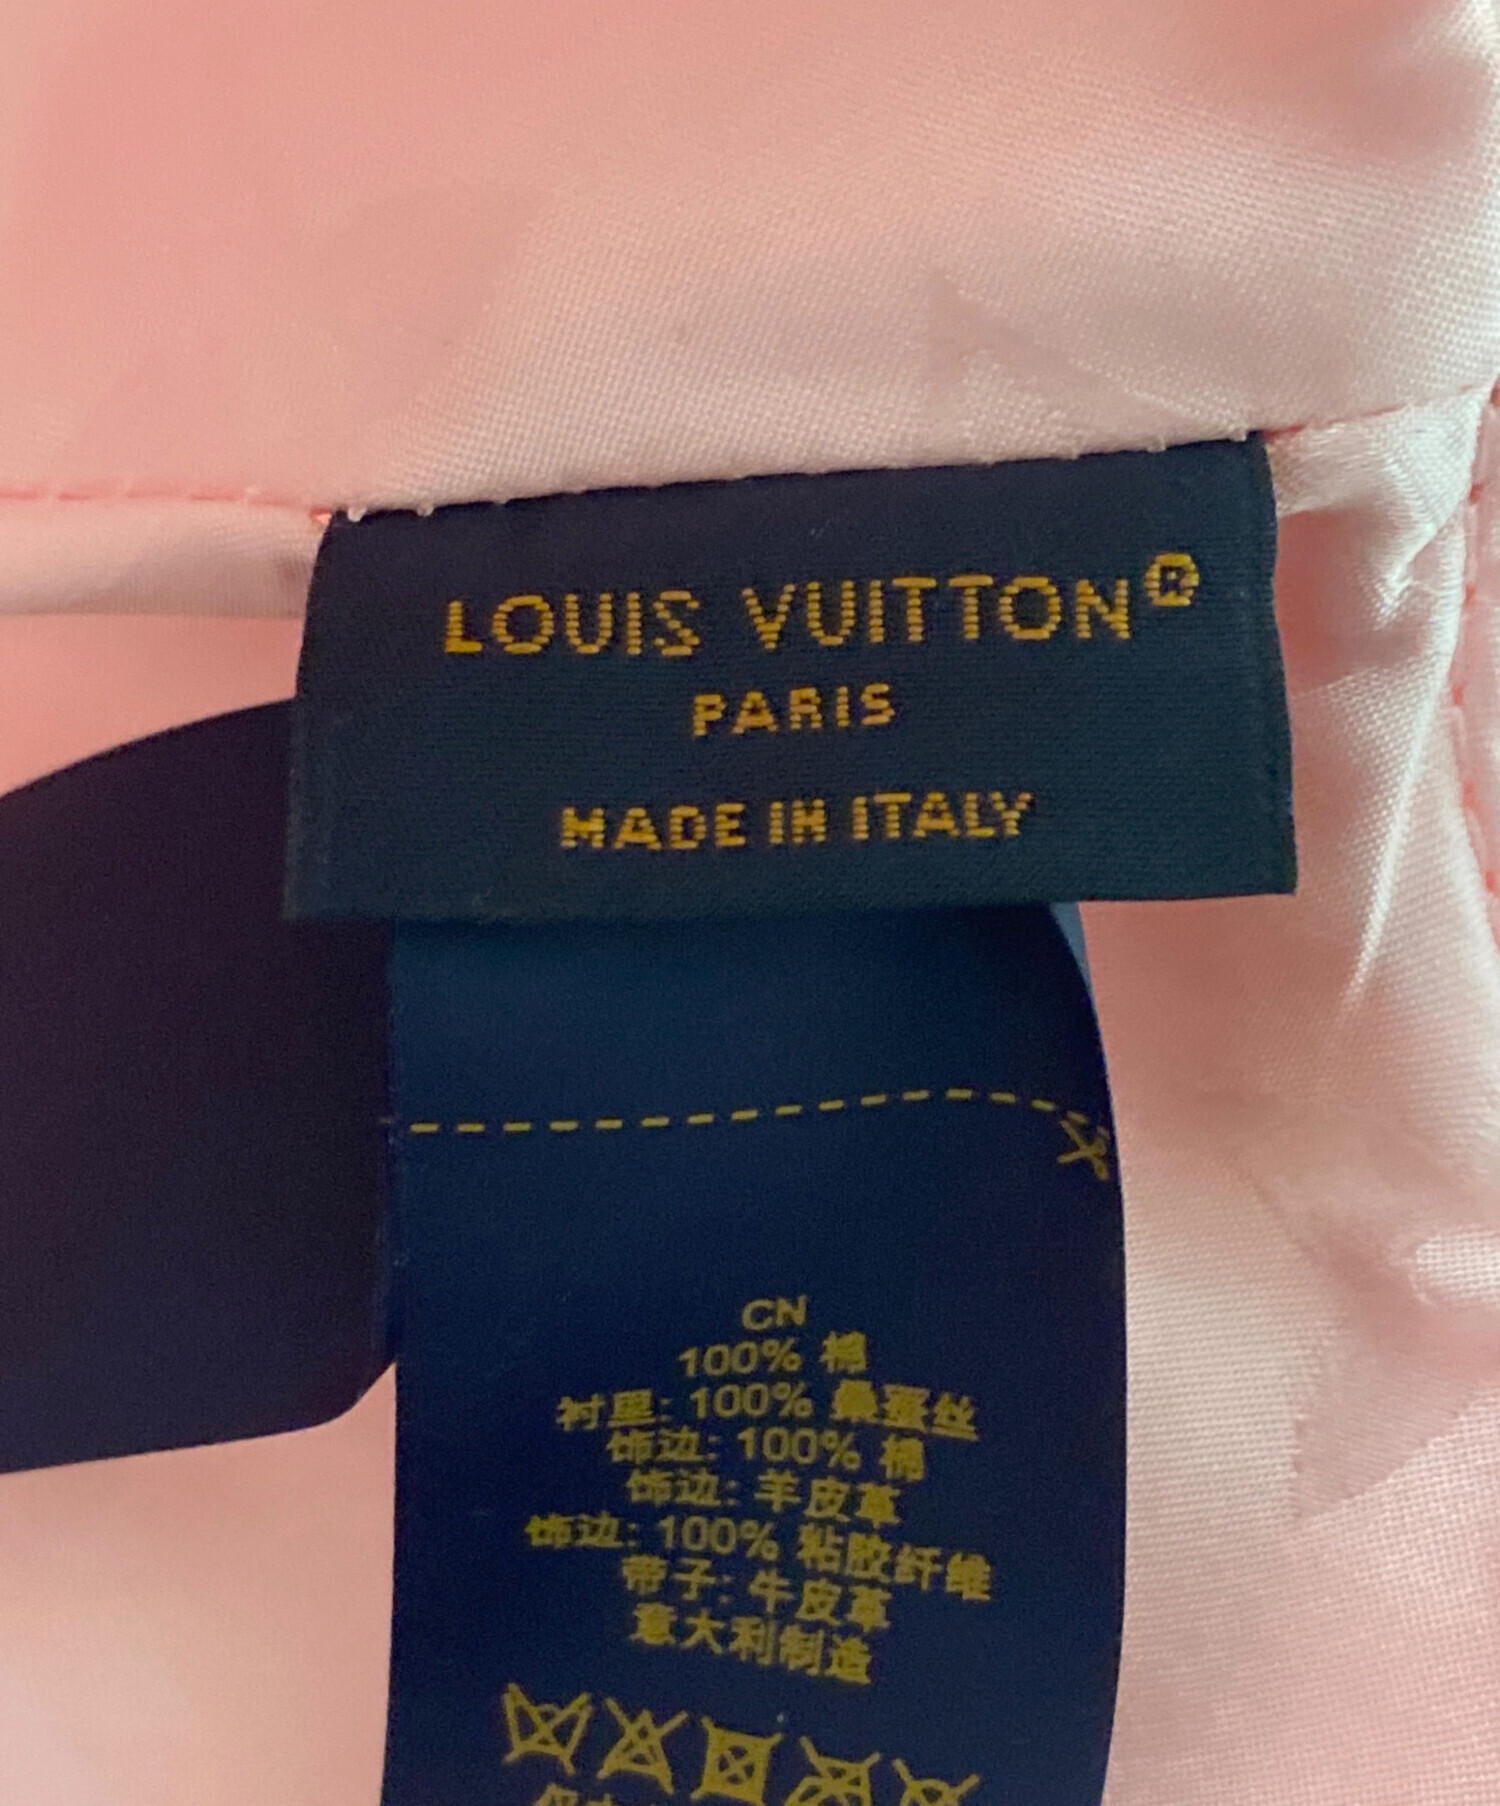 LOUIS VUITTON®
PARIS
MADE IN ITALY
CN
100% 棉
衬里: 100% 桑蚕丝
饰边: 100% 棉
饰边: 羊皮革
饰边: 100% 粘胶纤维
带子: 牛皮革
意大利制造